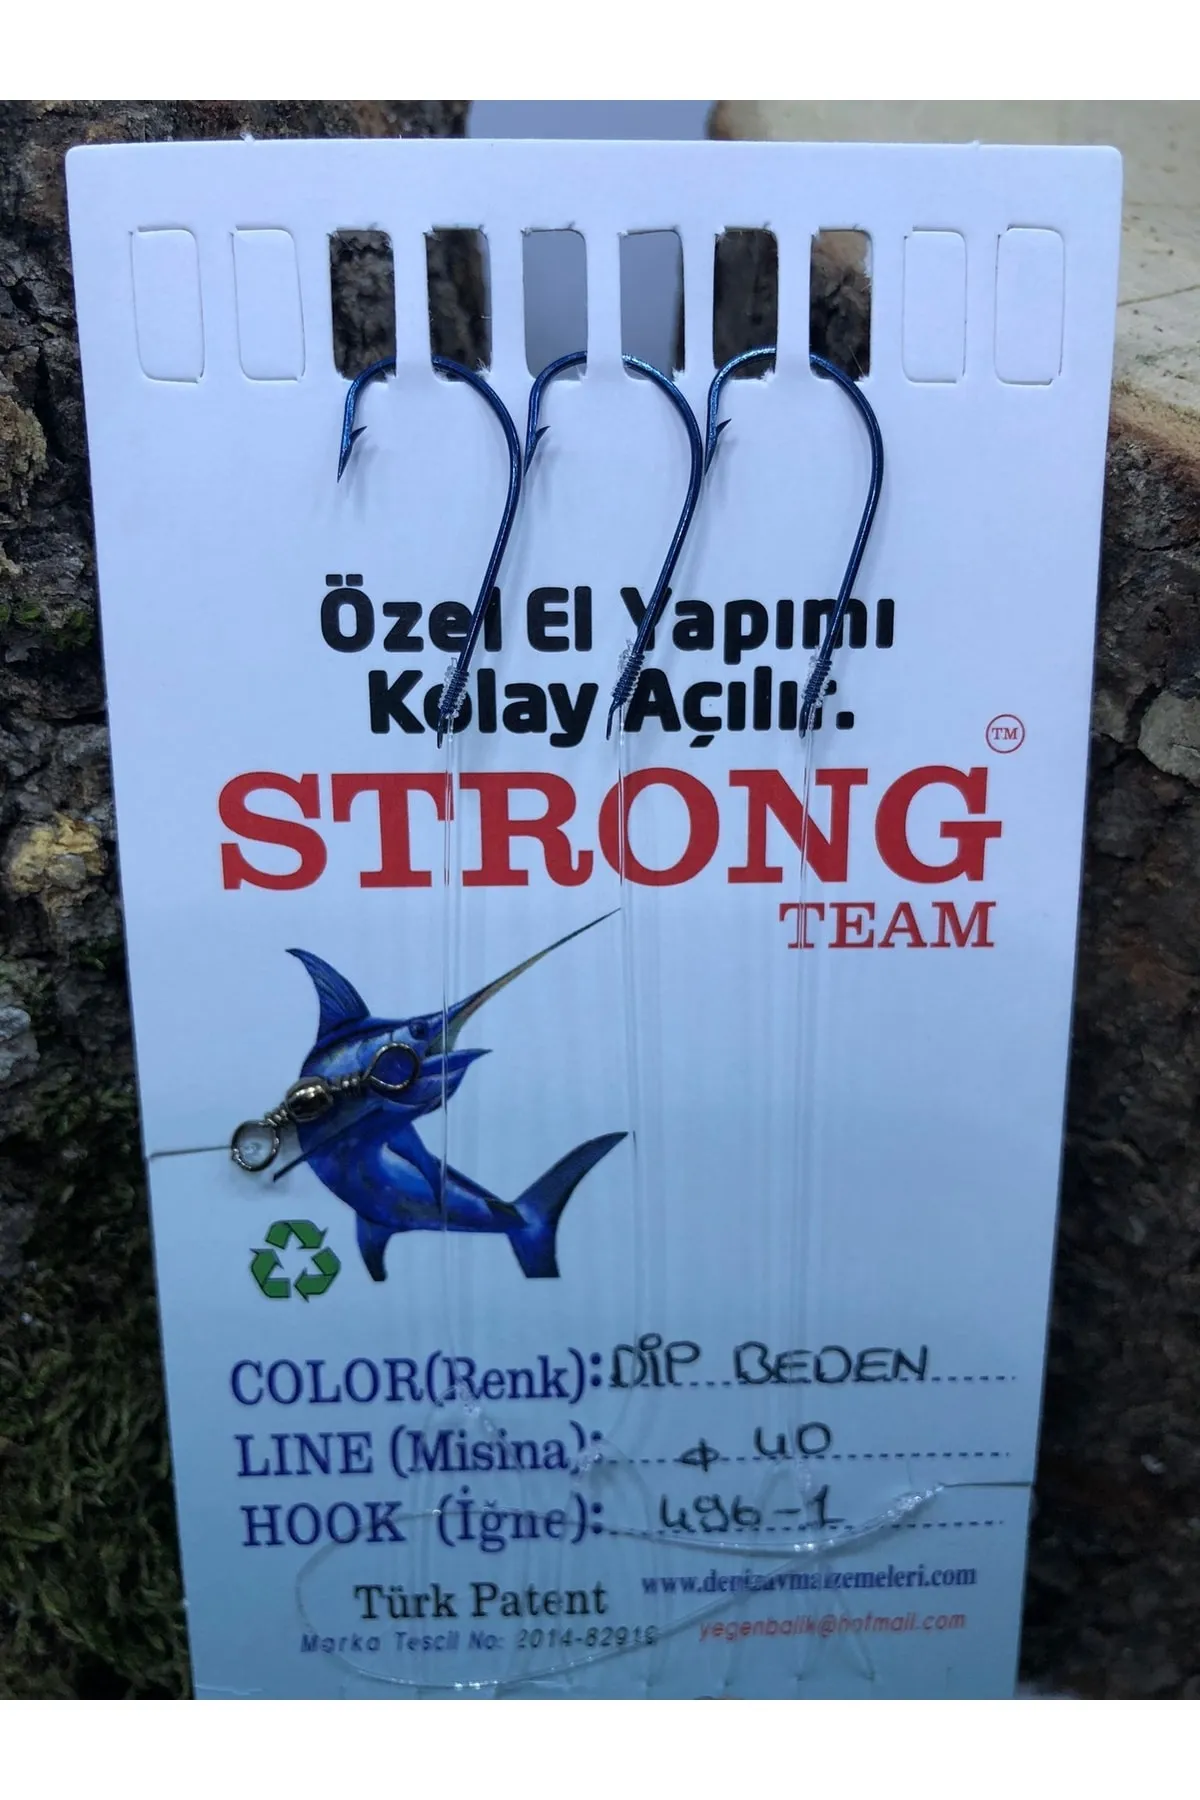 Özel El Yapımı
Kolay Açılır.
STRONG
TM
TEAM
COLOR(Renk): DİP BEDEN
LINE (Misina): ϕ 40
HOOK (İğne): 496-1
Türk Patent
www.denizavmalzemeleri.com
Marka Tescil No: 2014-82919
yegenbalik@hotmail.com